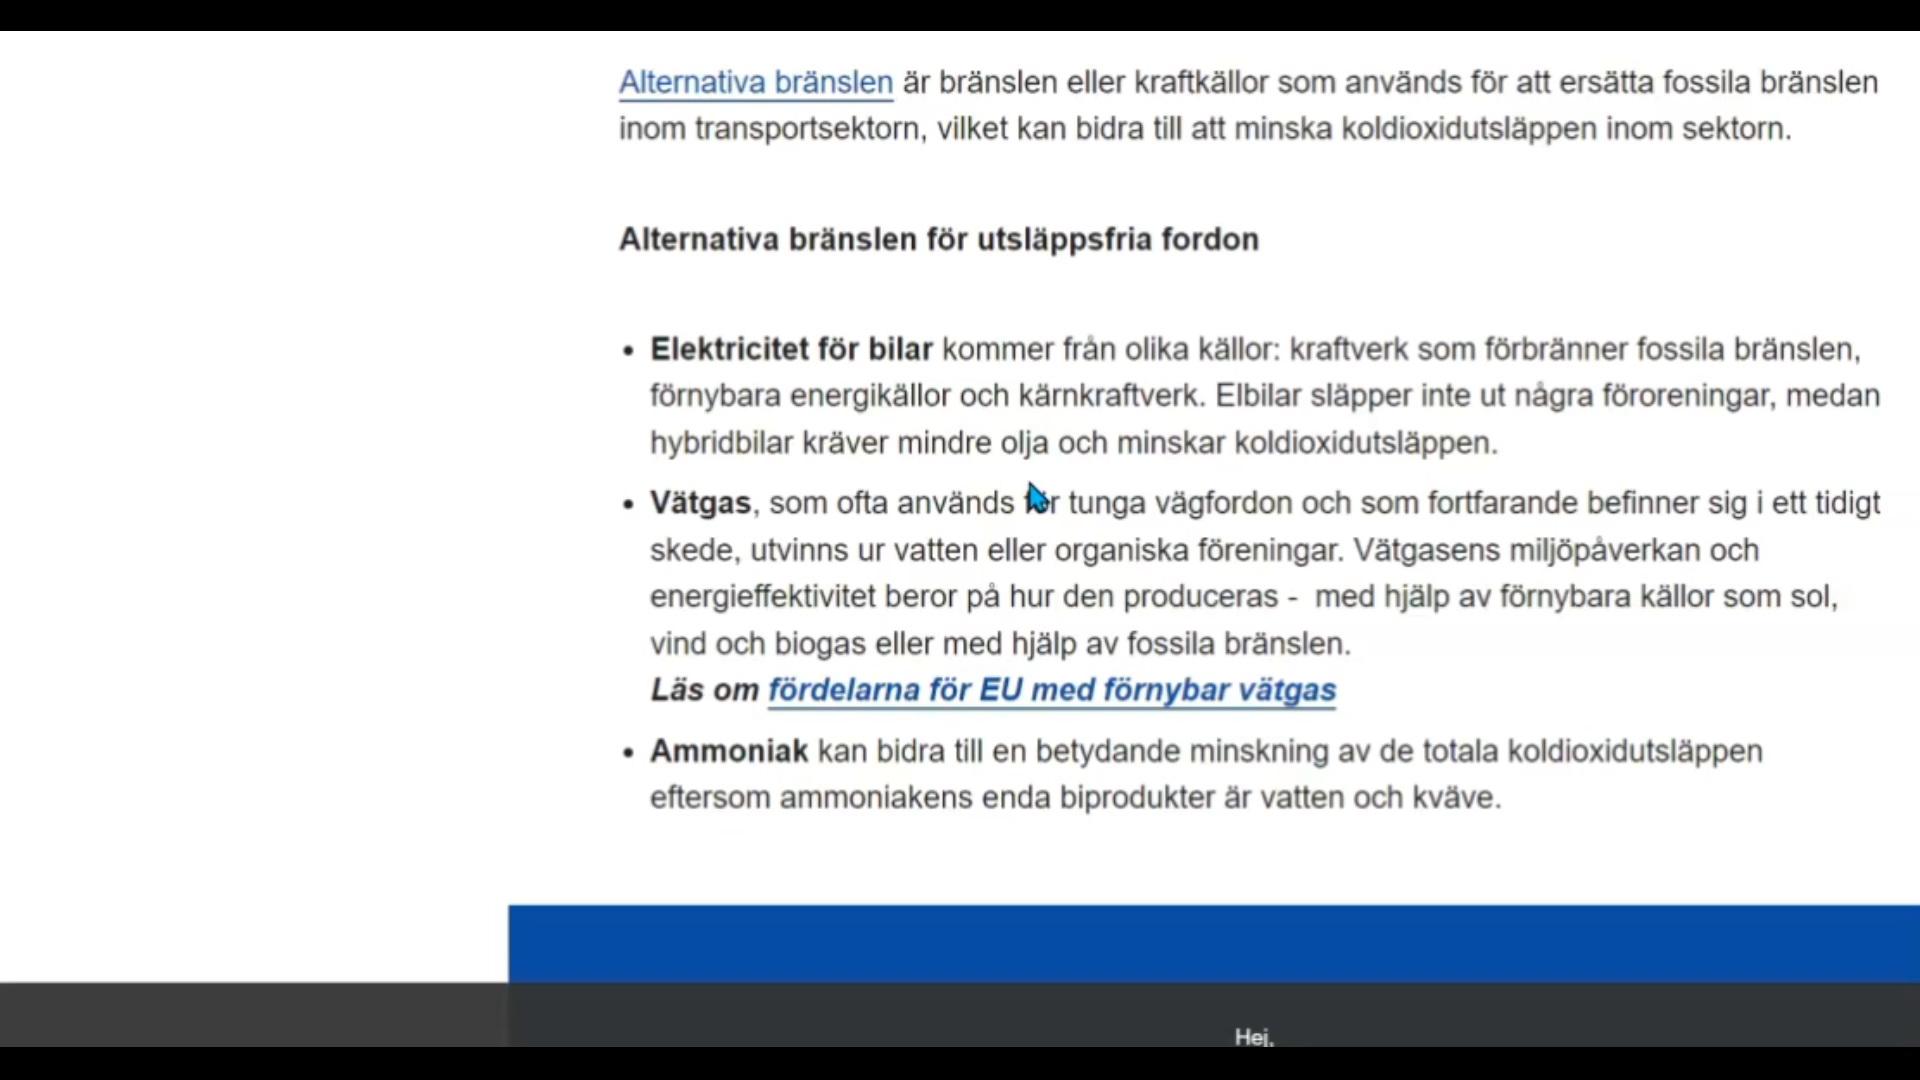 Alternativa bränslen är bränslen eller kraftkällor som används för att ersätta fossila bränslen
inom transportsektorn, vilket kan bidra till att minska koldioxidutsläppen inom sektorn.
Alternativa bränslen för utsläppsfria fordon
• Elektricitet för bilar kommer från olika källor: kraftverk som förbränner fossila bränslen,
förnybara energikällor och kärnkraftverk. Elbilar släpper inte ut några föroreningar, medan
hybridbilar kräver mindre olja och minskar koldioxidutsläppen.
• Vätgas, som ofta används för tunga vägfordon och som fortfarande befinner sig i ett tidigt
skede, utvinns ur vatten eller organiska föreningar. Vätgasens miljöpåverkan och
energieffektivitet beror på hur den produceras - med hjälp av förnybara källor som sol,
vind och biogas eller med hjälp av fossila bränslen.
Läs om fördelarna för EU med förnybar vätgas
• Ammoniak kan bidra till en betydande minskning av de totala koldioxidutsläppen
eftersom ammoniakens enda biprodukter är vatten och kväve.
Hej,